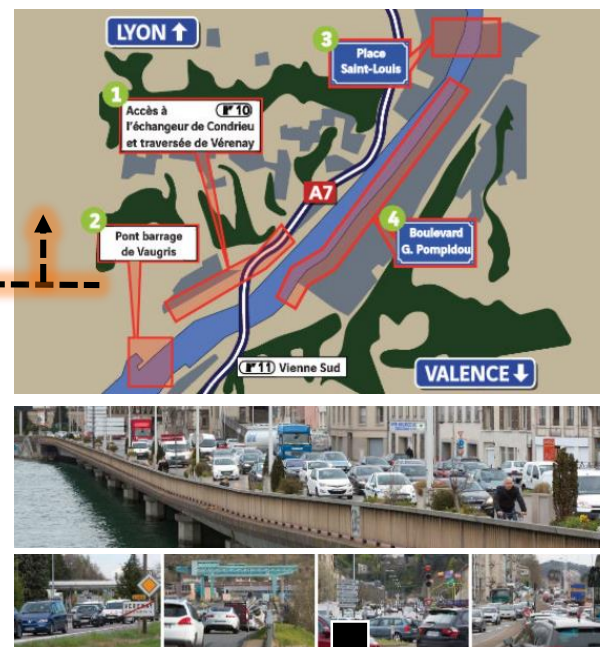 LYON ↑
3
Place
Saint-Louis
1
Accès à 10
l'échangeur de Condrieu
et traversée de Vérenay
A7
2
Pont barrage
de Vaugris
4
Boulevard
G. Pompidou
11 Vienne Sud
VALENCE ↓